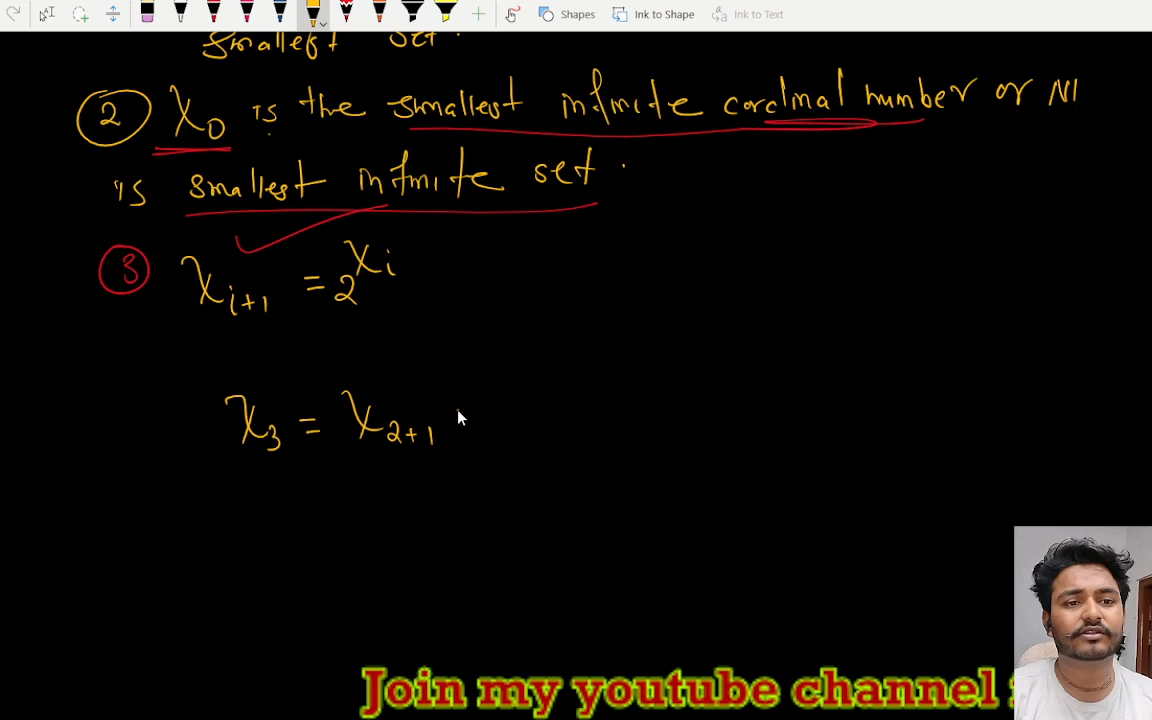 Shapes Ink to Shape Ink to Text
smallest set.
② χ₀ is the smallest infinite cardinal number or N
is smallest infinite set.
③ χᵢ₊₁ = 2^χᵢ
χ₃ = χ₂₊₁
Join my youtube channel